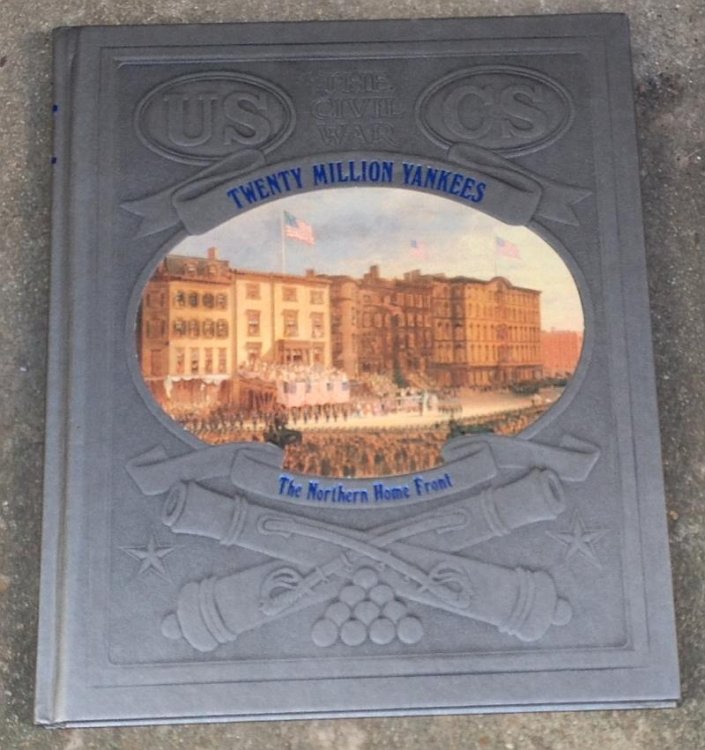 US
THE
CIVIL
WAR
CS
TWENTY MILLION YANKEES
The Northern Home Front